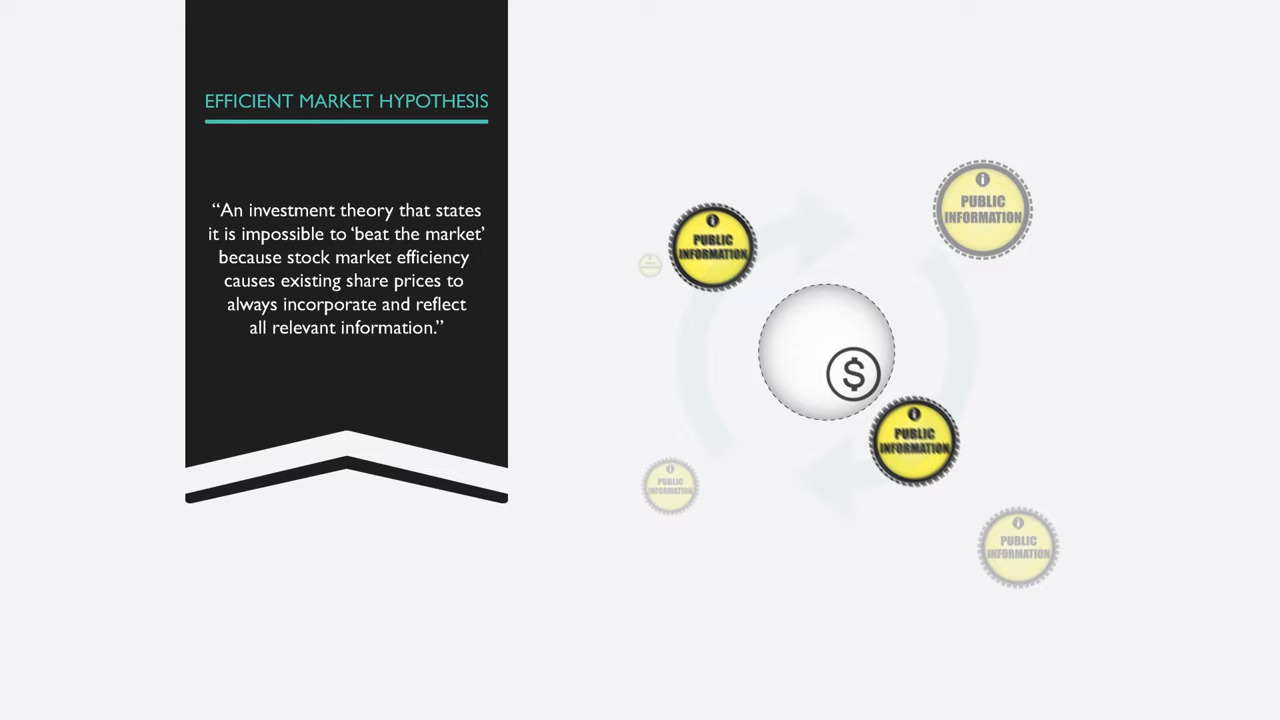 EFFICIENT MARKET HYPOTHESIS
“An investment theory that states
it is impossible to ‘beat the market’
because stock market efficiency
causes existing share prices to
always incorporate and reflect
all relevant information.”
PUBLIC
INFORMATION
PUBLIC
INFORMATION
$
PUBLIC
INFORMATION
PUBLIC
INFORMATION
PUBLIC
INFORMATION